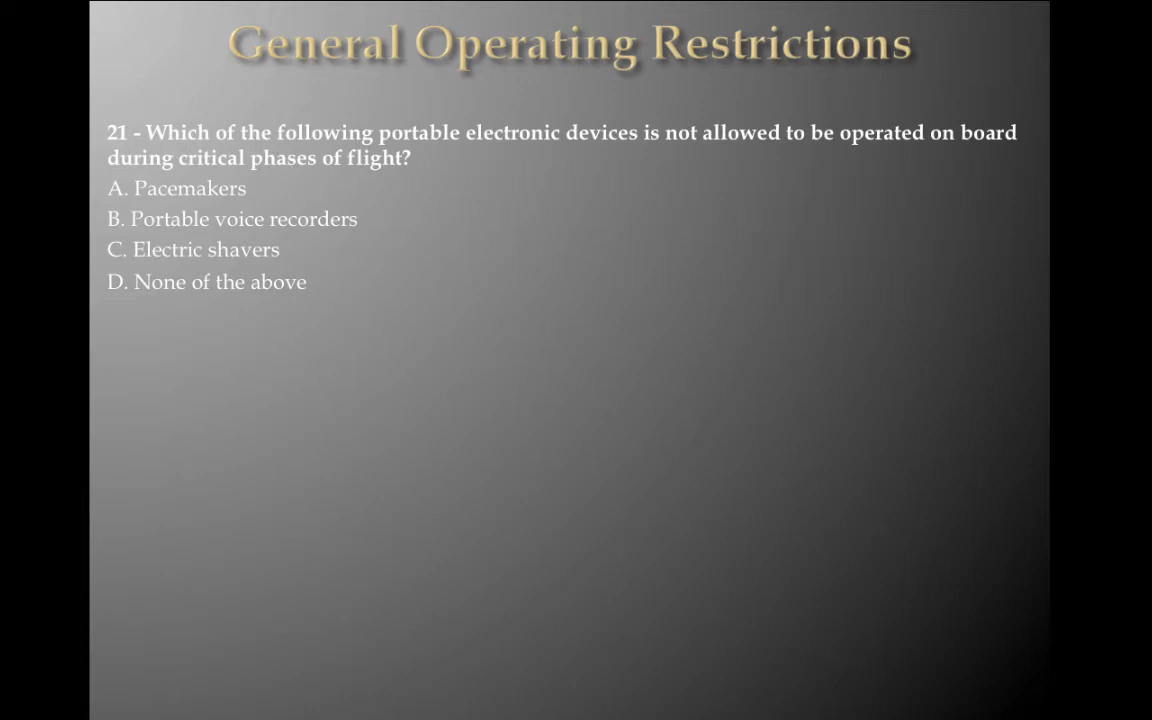 General Operating Restrictions
21 - Which of the following portable electronic devices is not allowed to be operated on board
during critical phases of flight?
A. Pacemakers
B. Portable voice recorders
C. Electric shavers
D. None of the above